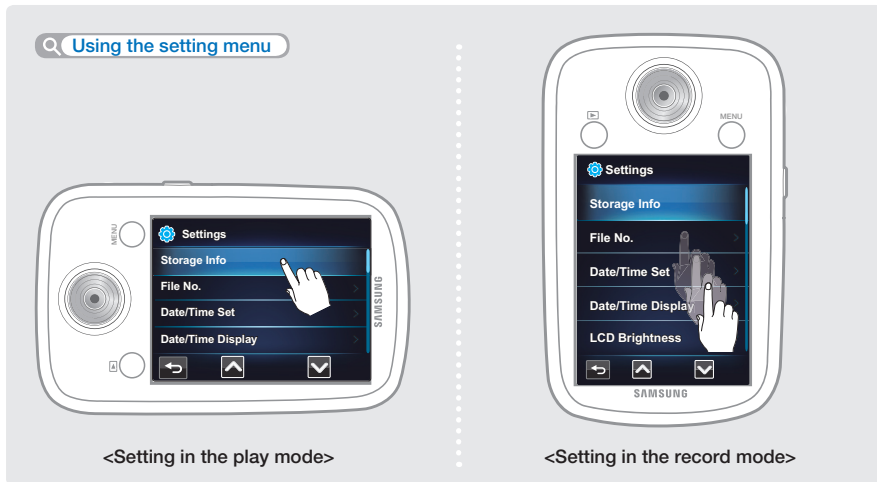 Using the setting menu
MENU
Settings
Storage Info
File No.
Date/Time Set
Date/Time Display
SAMSUNG
<Setting in the play mode>
MENU
Settings
Storage Info
File No.
Date/Time Set
Date/Time Display
LCD Brightness
SAMSUNG
<Setting in the record mode>